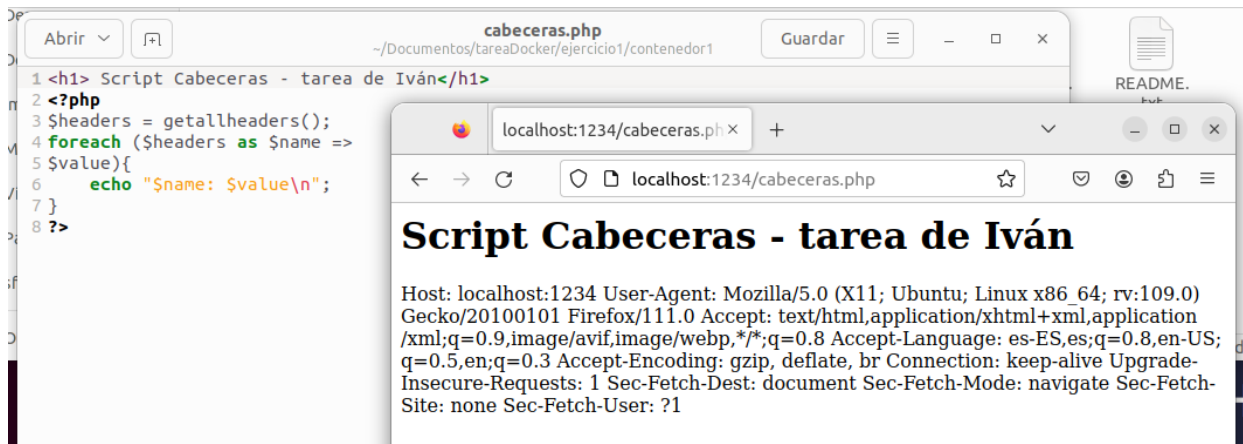 Abrir
cabeceras.php
~/Documentos/tareaDocker/ejercicio1/contenedor1
Guardar
1 <h1> Script Cabeceras - tarea de Iván</h1>
2 <?php
3 $headers = getallheaders();
4 foreach ($headers as $name =>
5 $value){
6     echo "$name: $value\n";
7 }
8 ?>
README.
txt
localhost:1234/cabeceras.ph
localhost:1234/cabeceras.php
Script Cabeceras - tarea de Iván
Host: localhost:1234 User-Agent: Mozilla/5.0 (X11; Ubuntu; Linux x86_64; rv:109.0)
Gecko/20100101 Firefox/111.0 Accept: text/html,application/xhtml+xml,application
/xml;q=0.9,image/avif,image/webp,*/*;q=0.8 Accept-Language: es-ES,es;q=0.8,en-US;
q=0.5,en;q=0.3 Accept-Encoding: gzip, deflate, br Connection: keep-alive Upgrade-
Insecure-Requests: 1 Sec-Fetch-Dest: document Sec-Fetch-Mode: navigate Sec-Fetch-
Site: none Sec-Fetch-User: ?1